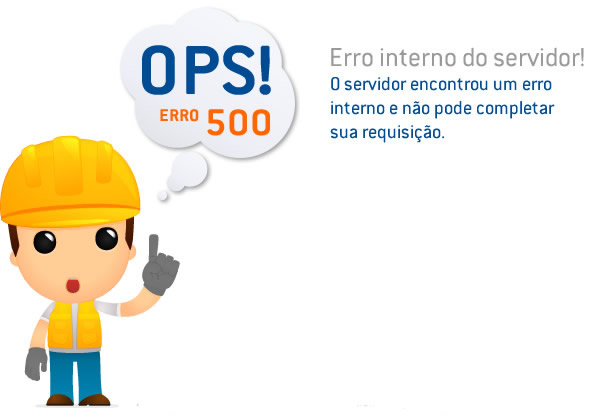 OPS!
ERRO 500
Erro interno do servidor!
O servidor encontrou um erro
interno e não pode completar
sua requisição.